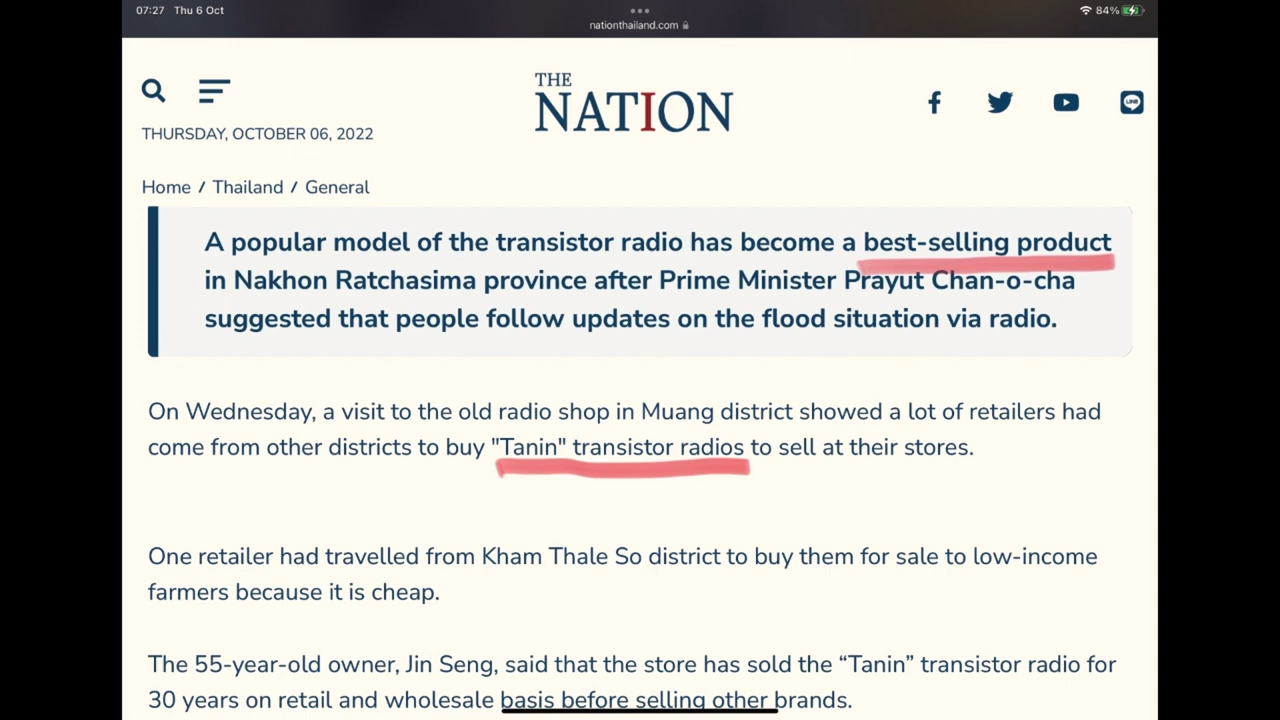 07:27 Thu 6 Oct
nationthailand.com
84%
THE
NATION
LINE
THURSDAY, OCTOBER 06, 2022
Home / Thailand / General
A popular model of the transistor radio has become a best-selling product
in Nakhon Ratchasima province after Prime Minister Prayut Chan-o-cha
suggested that people follow updates on the flood situation via radio.
On Wednesday, a visit to the old radio shop in Muang district showed a lot of retailers had
come from other districts to buy "Tanin" transistor radios to sell at their stores.
One retailer had travelled from Kham Thale So district to buy them for sale to low-income
farmers because it is cheap.
The 55-year-old owner, Jin Seng, said that the store has sold the “Tanin” transistor radio for
30 years on retail and wholesale basis before selling other brands.